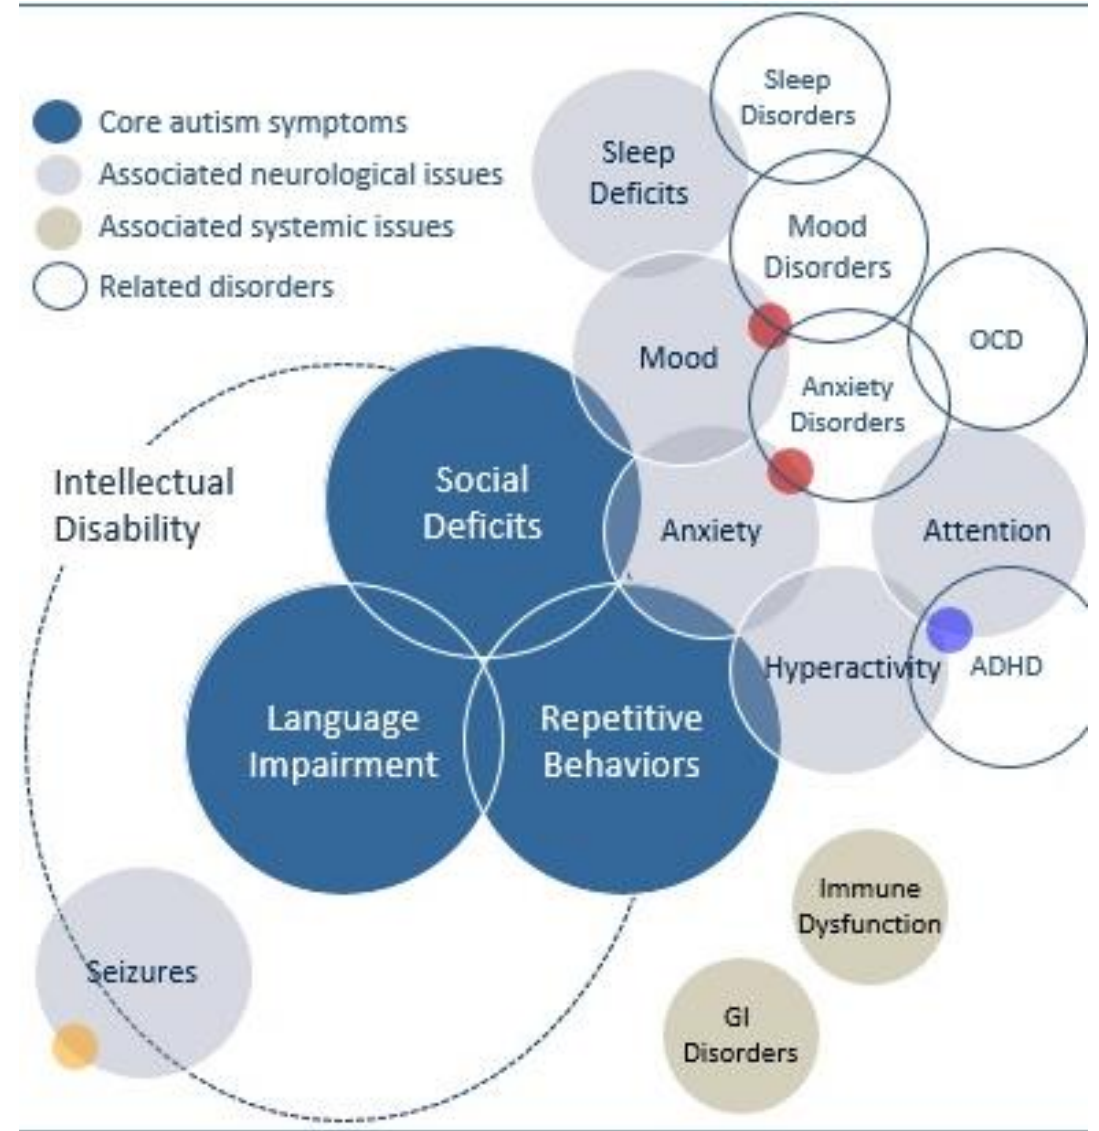 Core autism symptoms
Associated neurological issues
Associated systemic issues
Related disorders
Sleep
Disorders
Sleep
Deficits
Mood
Disorders
Mood
OCD
Anxiety
Disorders
Intellectual
Disability
Social
Deficits
Anxiety
Attention
Language
Impairment
Repetitive
Behaviors
Hyperactivity
ADHD
Immune
Dysfunction
Seizures
GI
Disorders